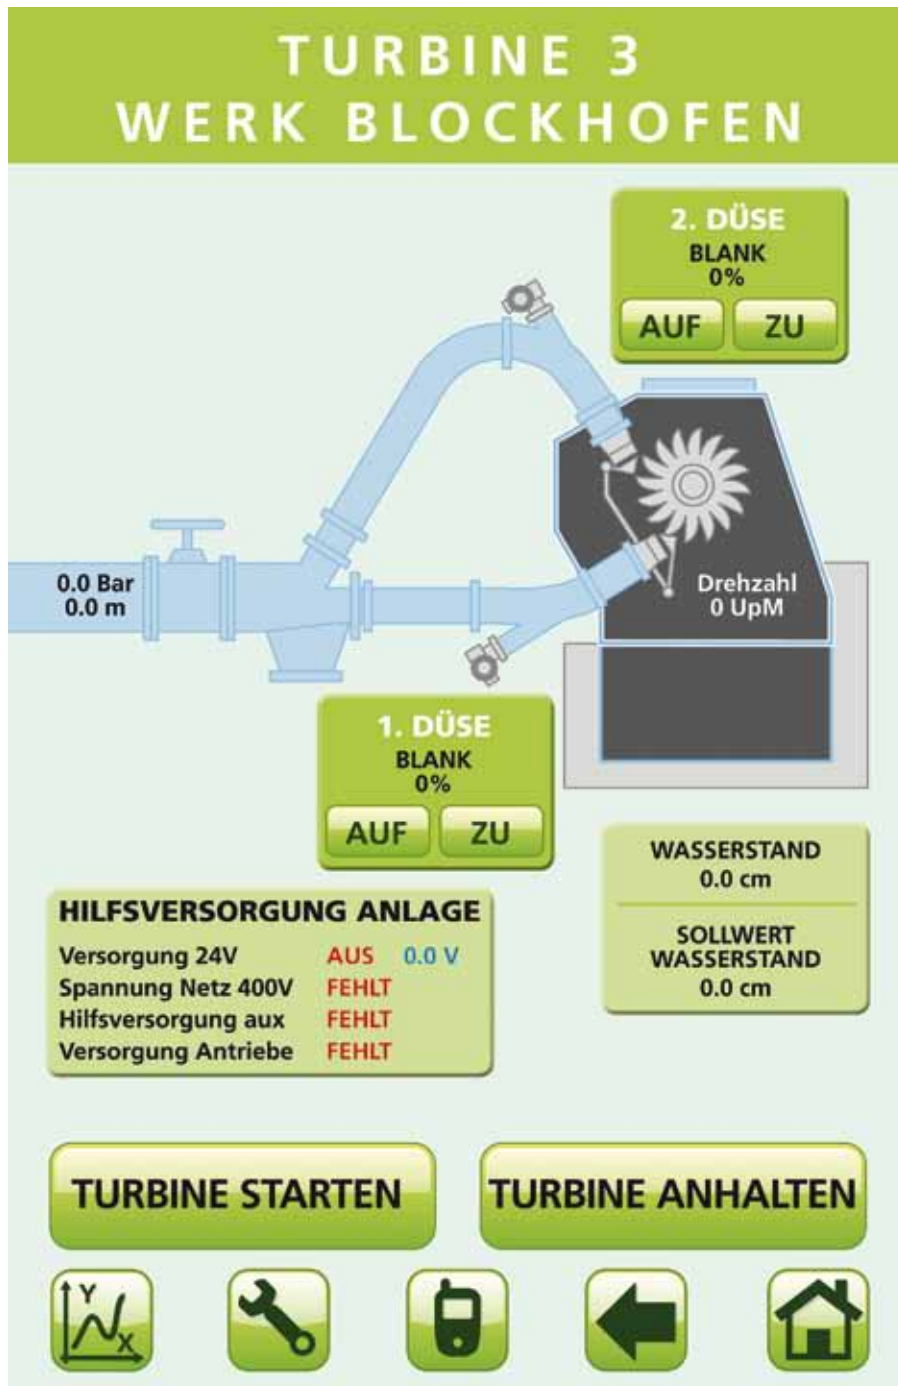 TURBINE 3
WERK BLOCKHOFEN
2. DÜSE
BLANK
0%
AUF ZU
0.0 Bar
0.0 m
Drehzahl
0 UpM
1. DÜSE
BLANK
0%
AUF ZU
WASSERSTAND
0.0 cm
SOLLWERT
WASSERSTAND
0.0 cm
HILFSVERSORGUNG ANLAGE
Versorgung 24V AUS 0.0 V
Spannung Netz 400V FEHLT
Hilfsversorgung aux FEHLT
Versorgung Antriebe FEHLT
TURBINE STARTEN
TURBINE ANHALTEN
Y
X